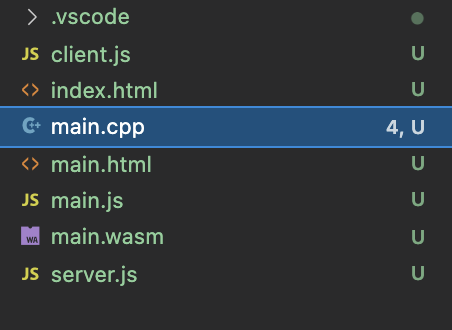 .vscode
JS client.js U
<> index.html U
C++ main.cpp 4, U
<> main.html U
JS main.js U
WA main.wasm U
JS server.js U